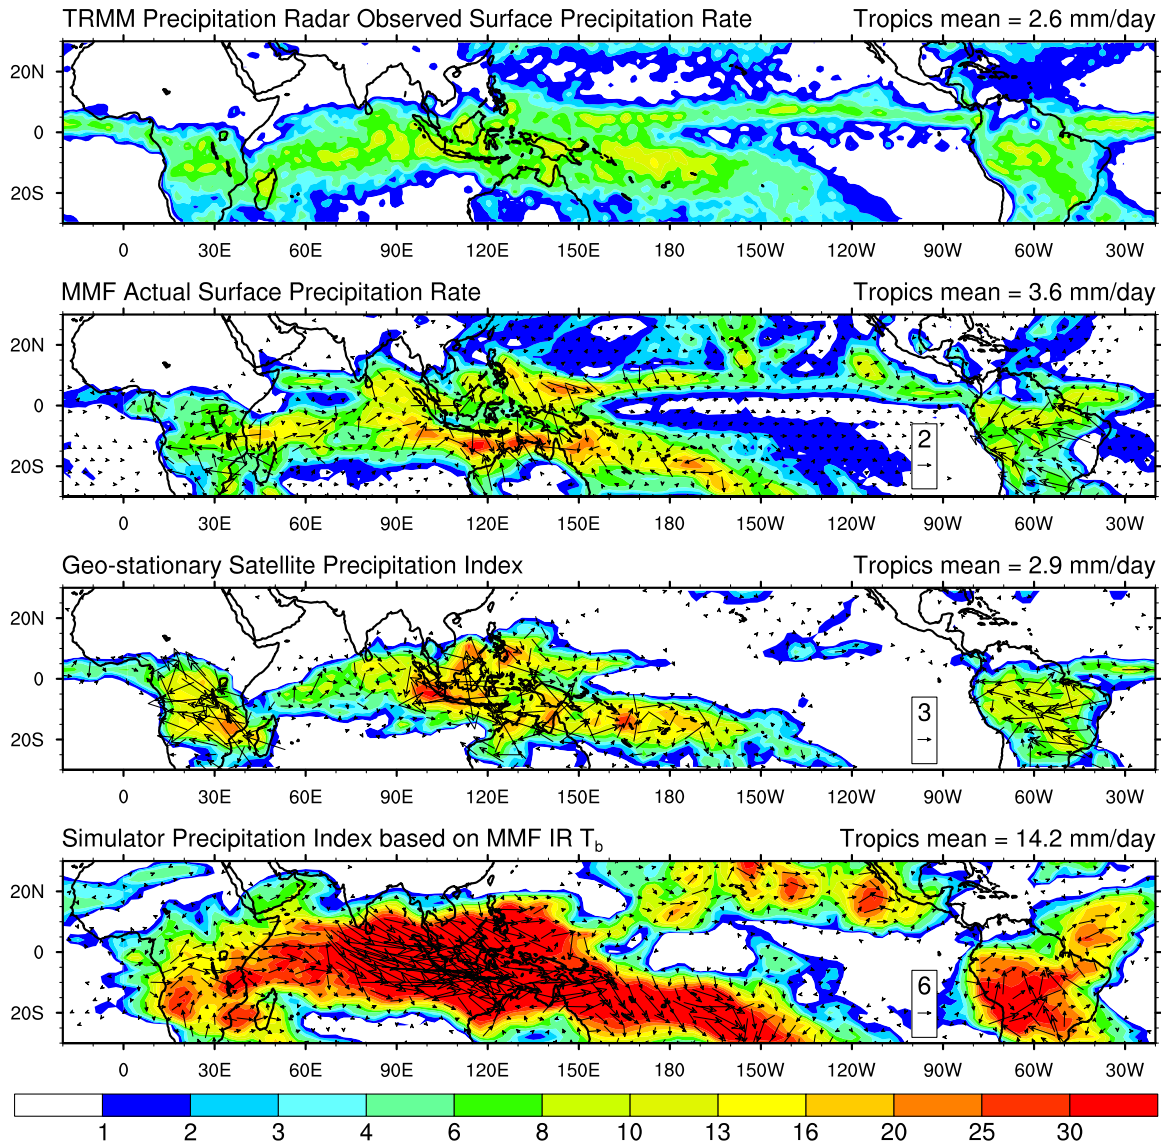 TRMM Precipitation Radar Observed Surface Precipitation Rate Tropics mean = 2.6 mm/day
20N
0
20S
0 30E 60E 90E 120E 150E 180 150W 120W 90W 60W 30W
MMF Actual Surface Precipitation Rate Tropics mean = 3.6 mm/day
20N
0
2
20S
0 30E 60E 90E 120E 150E 180 150W 120W 90W 60W 30W
Geo-stationary Satellite Precipitation Index Tropics mean = 2.9 mm/day
20N
0
3
20S
0 30E 60E 90E 120E 150E 180 150W 120W 90W 60W 30W
Simulator Precipitation Index based on MMF IR Tb Tropics mean = 14.2 mm/day
20N
0
6
20S
0 30E 60E 90E 120E 150E 180 150W 120W 90W 60W 30W
1 2 3 4 6 8 10 13 16 20 25 30